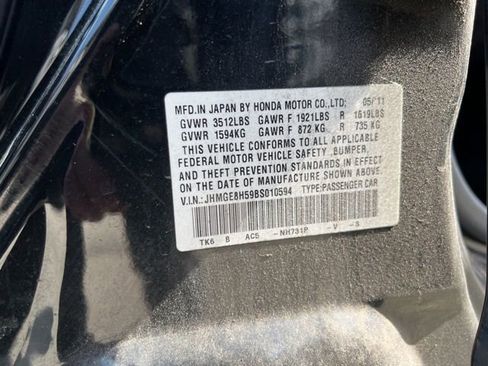 MFD.IN JAPAN BY HONDA MOTOR CO.,LTD; 05/11
GVWR 3512LBS GAWR F 1921LBS R 1619LBS
GVWR 1594KG GAWR F 872 KG R 735 KG
THIS VEHICLE CONFORMS TO ALL APPLICABLE
FEDERAL MOTOR VEHICLE SAFETY ,BUMPER,
AND THEFT PREVENTION STANDARDS IN EFFECT
ON THE DATE OF MANUFACTURE SHOWN ABOVE.
V.I.N.:JHMGE8H59BS010594 TYPE:PASSENGER CAR
TK6 B AC5 -NH731P -V -S